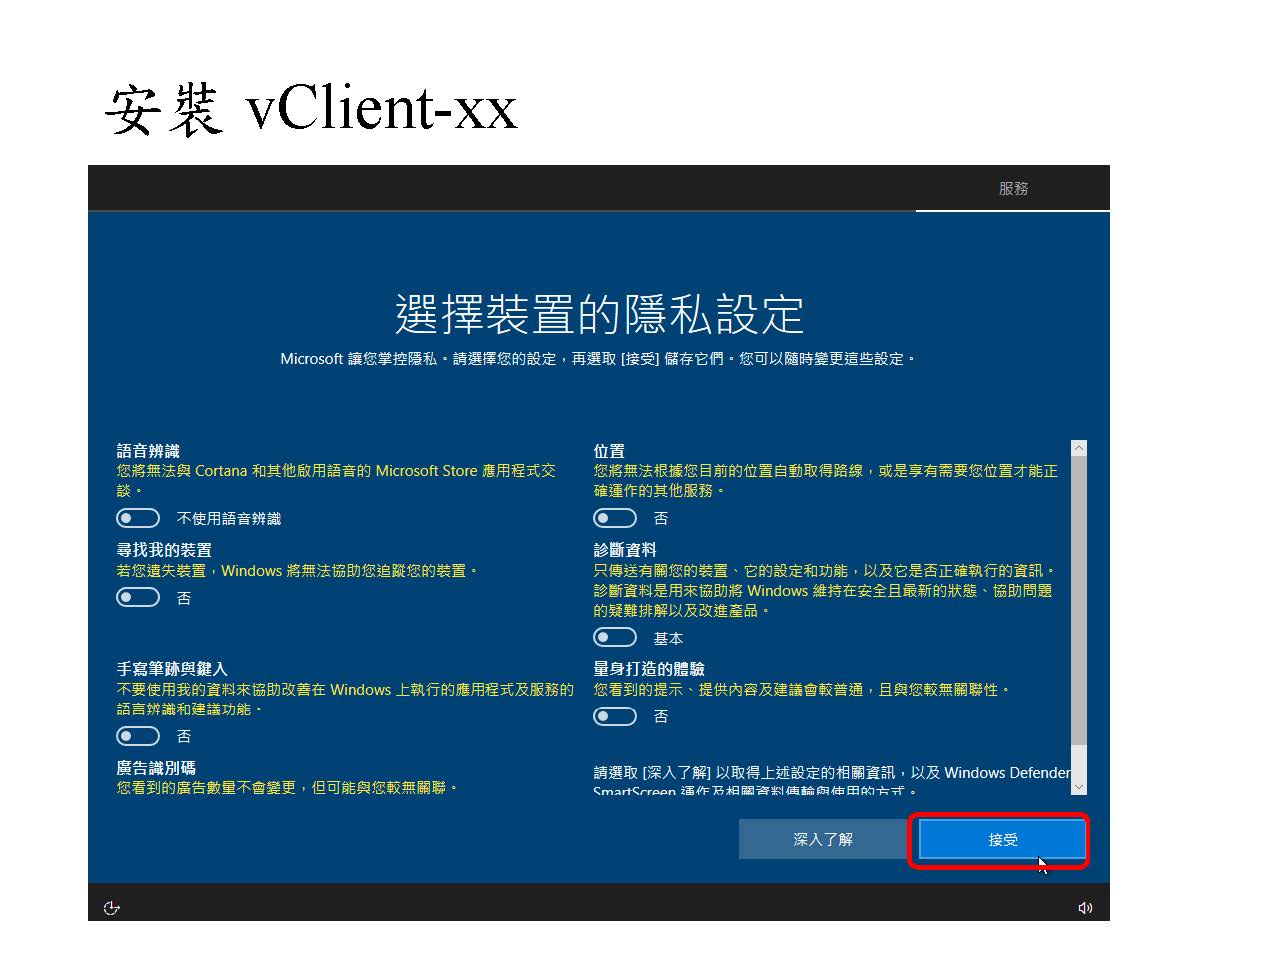 安裝 vClient-xx
服務
選擇裝置的隱私設定
Microsoft 讓您掌控隱私。請選擇您的設定，再選取 [接受] 儲存它們。您可以隨時變更這些設定。
語音辨識
您將無法與 Cortana 和其他啟用語音的 Microsoft Store 應用程式交
談。
不使用語音辨識
尋找我的裝置
若您遺失裝置，Windows 將無法協助您追蹤您的裝置。
否
手寫筆跡與鍵入
不要使用我的資料來協助改善在 Windows 上執行的應用程式及服務的
語言辨識和建議功能。
否
廣告識別碼
您看到的廣告數量不會變更，但可能與您較無關聯。
位置
您將無法根據您目前的位置自動取得路線，或是享有需要您位置才能正
確運作的其他服務。
否
診斷資料
只傳送有關您的裝置、它的設定和功能，以及它是否正確執行的資訊。
診斷資料是用來協助將 Windows 維持在安全且最新的狀態、協助問題
的疑難排解以及改進產品。
基本
量身打造的體驗
您看到的提示、提供內容及建議會較普通，且與您較無關聯性。
否
請選取 [深入了解] 以取得上述設定的相關資訊，以及 Windows Defender
SmartScreen 運作及相關資料傳輸與使用的方式。
深入了解
接受